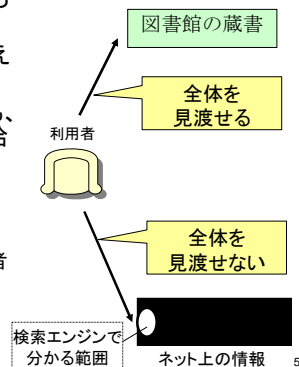 図書館の蔵書
え
全体を
見渡せる
、
利用者
全体を
見渡せない
者
検索エンジンで
分かる範囲
ネット上の情報
5